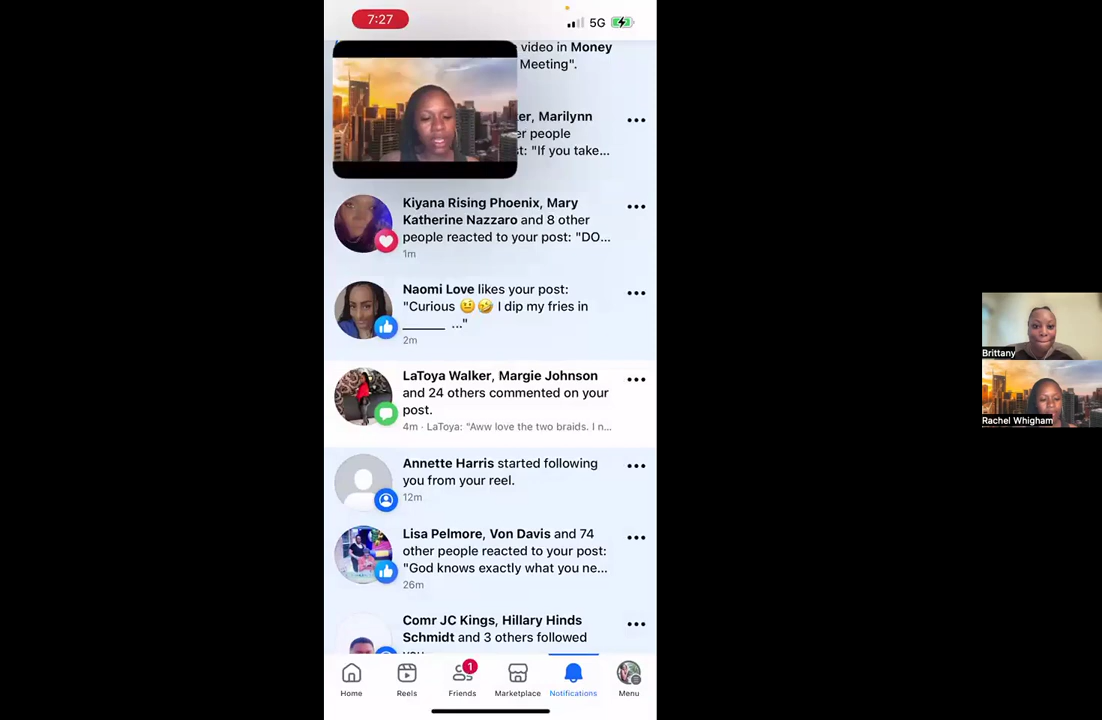 7:27
5G
video in Money
Meeting".
er, Marilynn
er people
st: "If you take...
Kiyana Rising Phoenix, Mary
Katherine Nazzaro and 8 other
people reacted to your post: "DO...
1m
Naomi Love likes your post:
"Curious 🤨🤣 I dip my fries in
______ ..."
2m
LaToya Walker, Margie Johnson
and 24 others commented on your
post.
4m · LaToya: "Aww love the two braids. I n...
Annette Harris started following
you from your reel.
12m
Lisa Pelmore, Von Davis and 74
other people reacted to your post:
"God knows exactly what you ne...
26m
Comr JC Kings, Hillary Hinds
Schmidt and 3 others followed
1
Home
Reels
Friends
Marketplace
Notifications
Menu
Brittany
Rachel Whigham